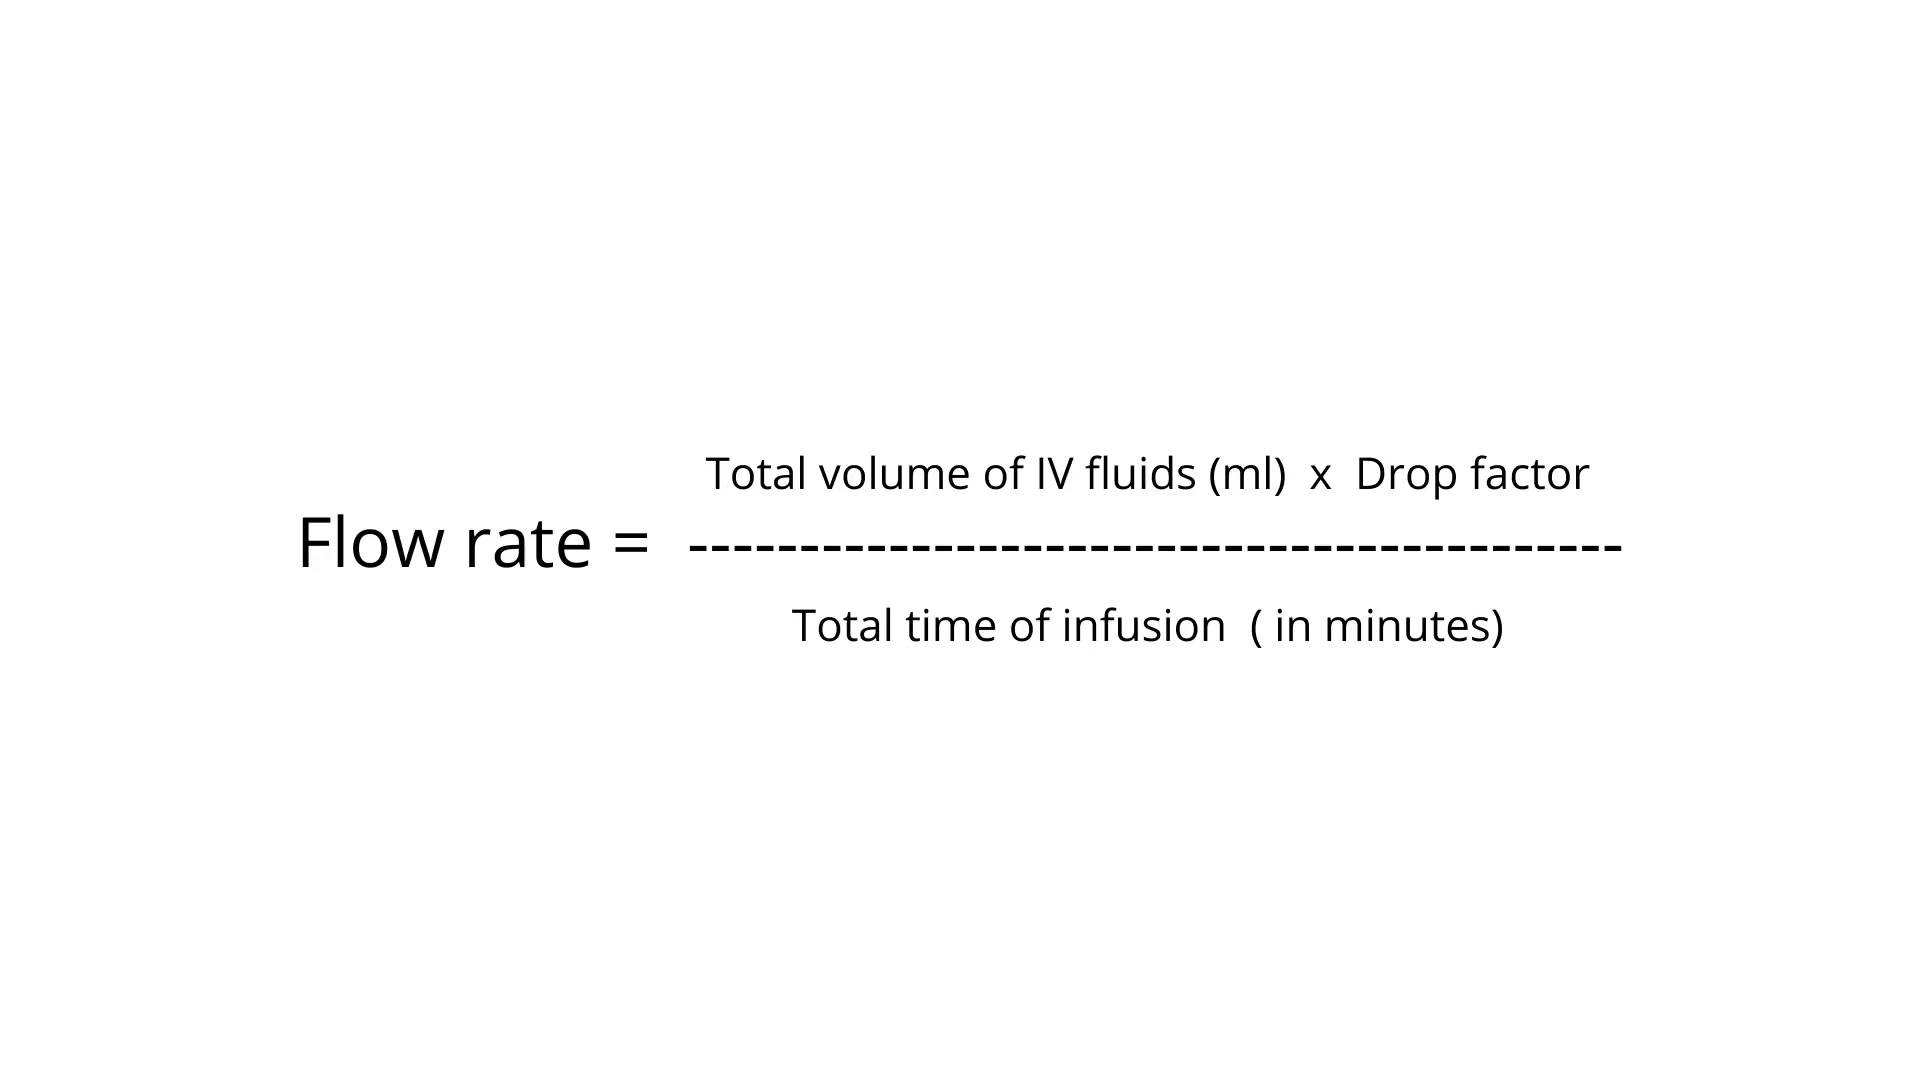 Total volume of IV fluids (ml)  x  Drop factor
Flow rate =  ------------------------------------------
Total time of infusion  ( in minutes)